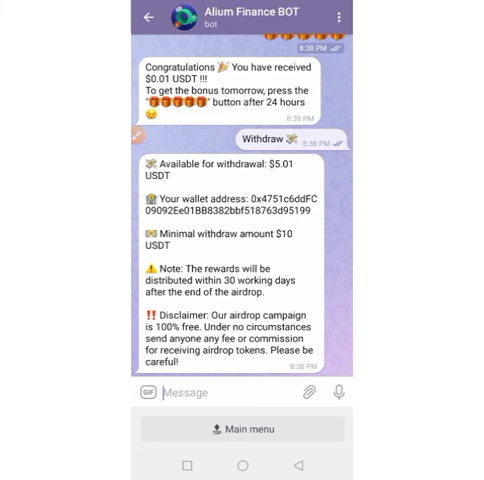 Alium Finance BOT
bot
8:38 PM
Congratulations 🎉 You have received
$0.01 USDT !!!
To get the bonus tomorrow, press the
"🎁🎁🎁🎁🎁" button after 24 hours
😉
8:38 PM
Withdraw 💸
8:38 PM
💸 Available for withdrawal: $5.01
USDT
🏦 Your wallet address: 0x4751c6ddFC
09092Ee01BB8382bbf518763d95199
💴 Minimal withdraw amount $10
USDT
⚠️ Note: The rewards will be
distributed within 30 working days
after the end of the airdrop.
‼️ Disclaimer: Our airdrop campaign
is 100% free. Under no circumstances
send anyone any fee or commission
for receiving airdrop tokens. Please be
careful!
8:38 PM
GIF
Message
TOP
Main menu